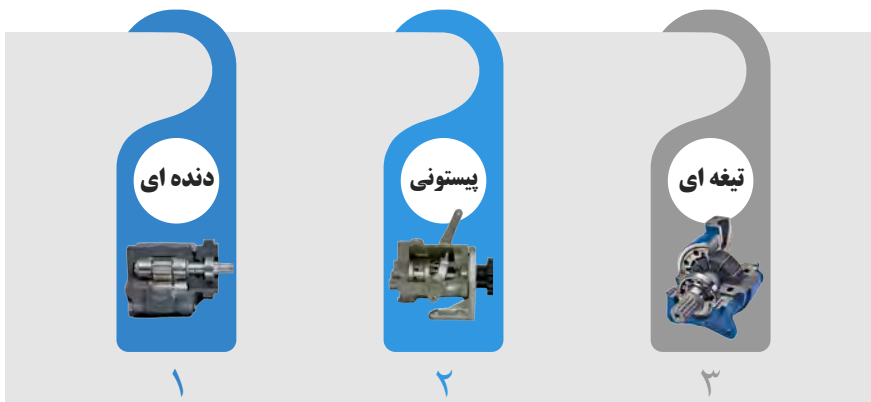 دنده ای
پیستونی
تیغه ای
۱
۲
۳